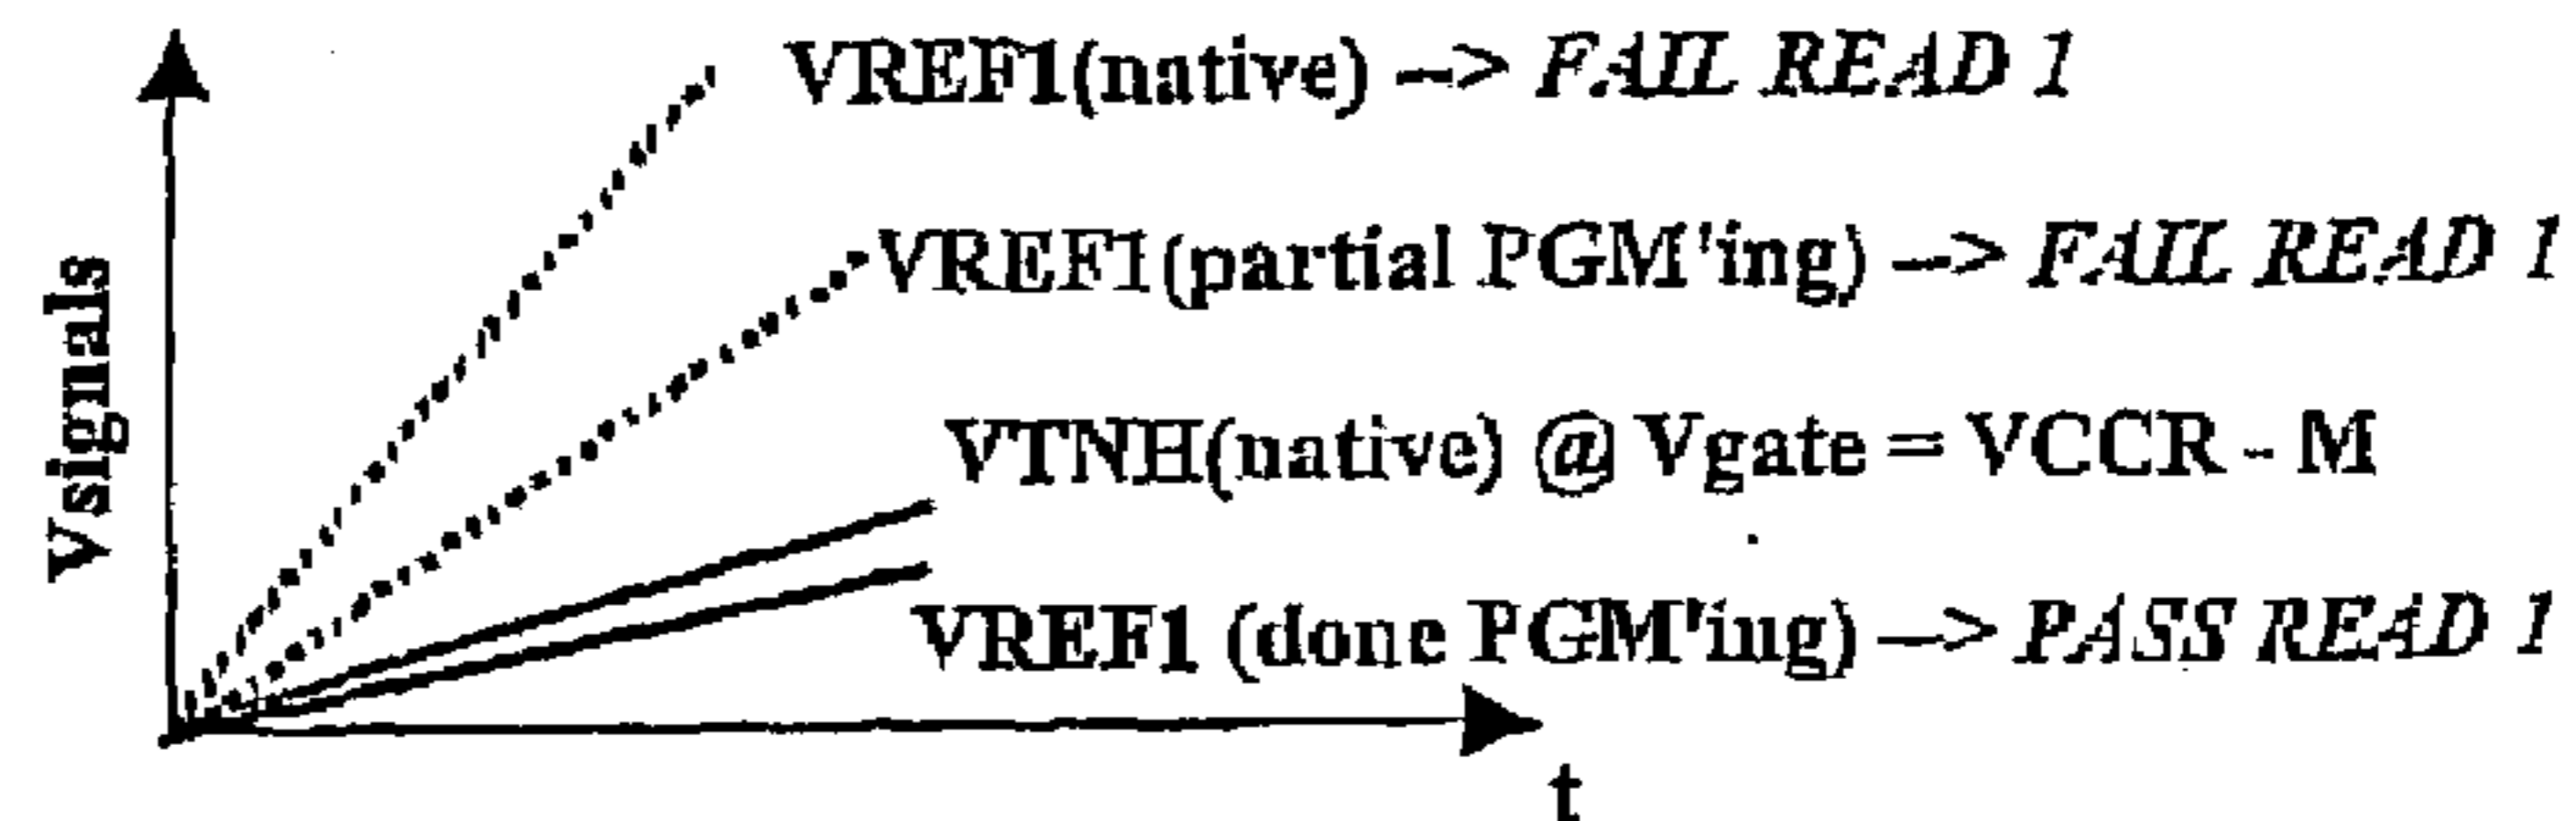 VREF1(native) --> FAIL READ 1
VREF1(partial PGM'ing) --> FAIL READ 1
VTNH(native) @ Vgate = VCCR - M
VREF1 (done PGM'ing) --> PASS READ 1
Vsignals
t